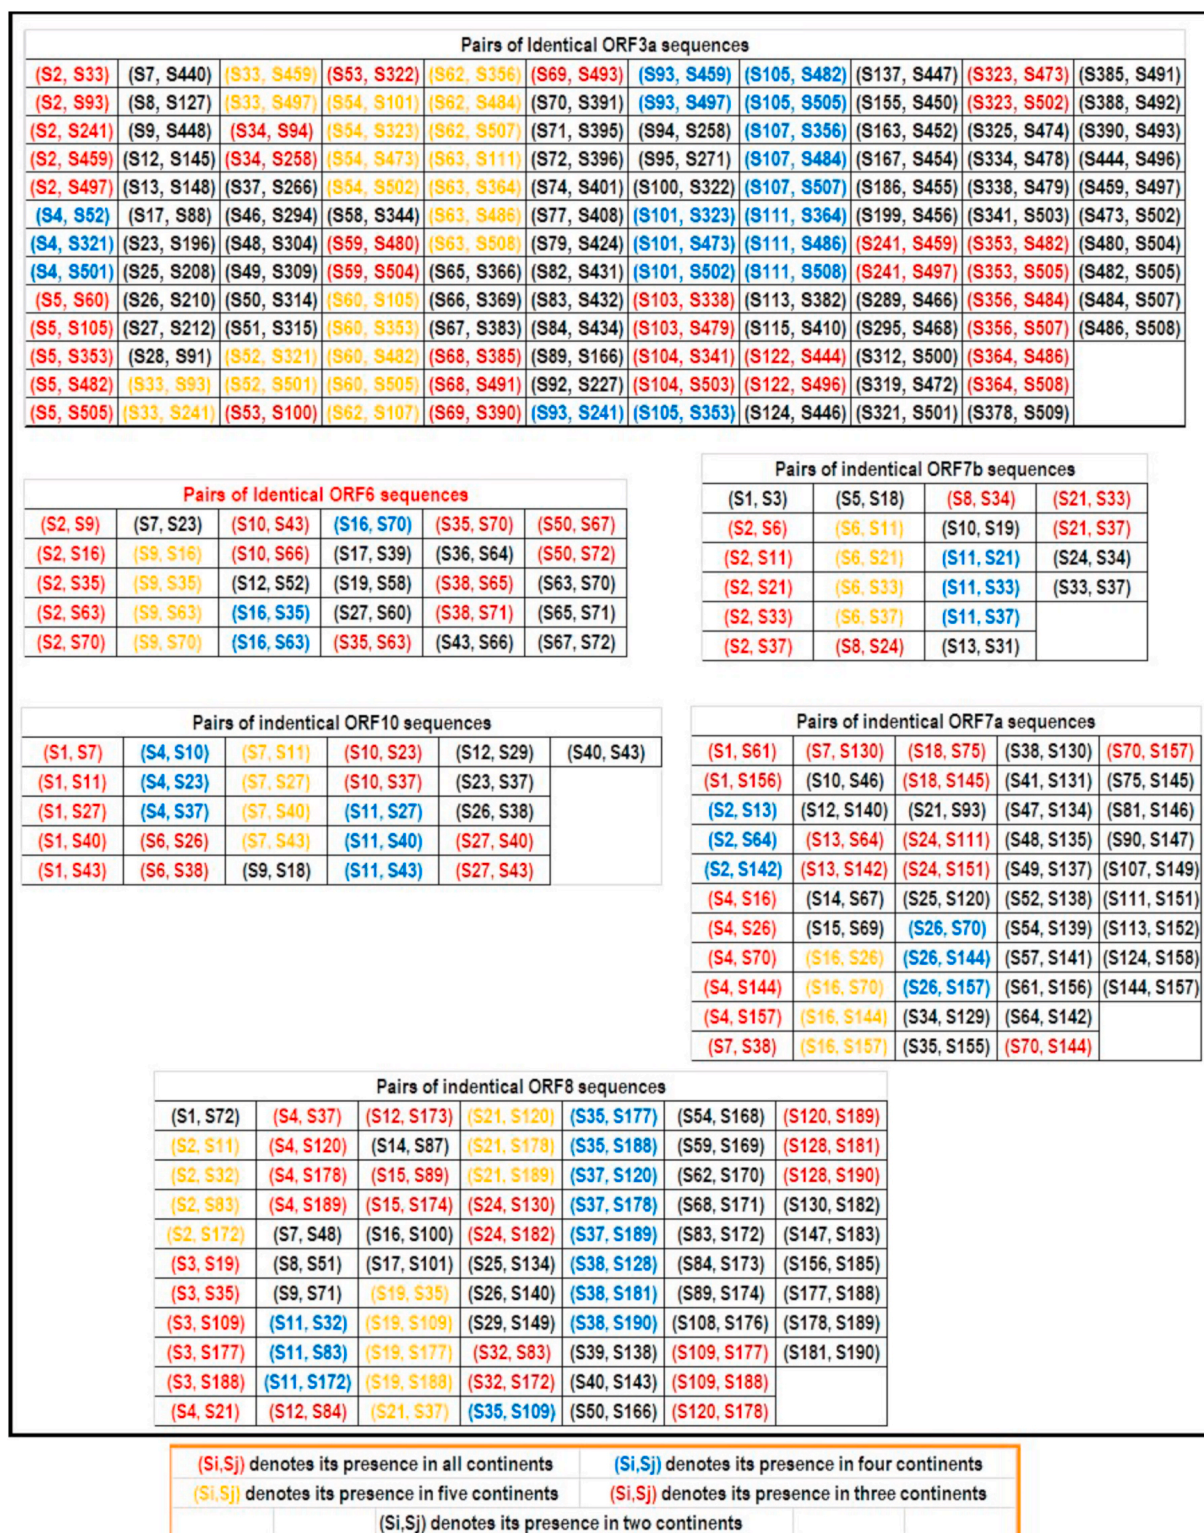 Pairs of Identical ORF3a sequences
(S2, S33) (S7, S440) (S33, S459) (S53, S322) (S62, S356) (S69, S493) (S93, S459) (S105, S482) (S137, S447) (S323, S473) (S385, S491)
(S2, S93) (S8, S127) (S33, S497) (S54, S101) (S62, S484) (S70, S391) (S93, S497) (S105, S505) (S155, S450) (S323, S502) (S388, S492)
(S2, S241) (S9, S448) (S34, S94) (S54, S323) (S62, S507) (S71, S395) (S94, S258) (S107, S356) (S163, S452) (S325, S474) (S390, S493)
(S2, S459) (S12, S145) (S34, S258) (S54, S473) (S63, S111) (S72, S396) (S95, S271) (S107, S484) (S167, S454) (S334, S478) (S444, S496)
(S2, S497) (S13, S148) (S37, S266) (S54, S502) (S63, S364) (S74, S401) (S100, S322) (S107, S507) (S186, S455) (S338, S479) (S459, S497)
(S4, S52) (S17, S88) (S46, S294) (S58, S344) (S63, S486) (S77, S408) (S101, S323) (S111, S364) (S199, S456) (S341, S503) (S473, S502)
(S4, S321) (S23, S196) (S48, S304) (S59, S480) (S63, S508) (S79, S424) (S101, S473) (S111, S486) (S241, S459) (S353, S482) (S480, S504)
(S4, S501) (S25, S208) (S49, S309) (S59, S504) (S65, S366) (S82, S431) (S101, S502) (S111, S508) (S241, S497) (S353, S505) (S482, S505)
(S5, S60) (S26, S210) (S50, S314) (S60, S105) (S66, S369) (S83, S432) (S103, S338) (S113, S382) (S289, S466) (S356, S484) (S484, S507)
(S5, S105) (S27, S212) (S51, S315) (S60, S353) (S67, S383) (S84, S434) (S103, S479) (S115, S410) (S295, S468) (S356, S507) (S486, S508)
(S5, S353) (S28, S91) (S52, S321) (S60, S482) (S68, S385) (S89, S166) (S104, S341) (S122, S444) (S312, S500) (S364, S486)
(S5, S482) (S33, S93) (S52, S501) (S60, S505) (S68, S491) (S92, S227) (S104, S503) (S122, S496) (S319, S472) (S364, S508)
(S5, S505) (S33, S241) (S53, S100) (S62, S107) (S69, S390) (S93, S241) (S105, S353) (S124, S446) (S321, S501) (S378, S509)
Pairs of Identical ORF6 sequences
(S2, S9) (S7, S23) (S10, S43) (S16, S70) (S35, S70) (S50, S67)
(S2, S16) (S9, S16) (S10, S66) (S17, S39) (S36, S64) (S50, S72)
(S2, S35) (S9, S35) (S12, S52) (S19, S58) (S38, S65) (S63, S70)
(S2, S63) (S9, S63) (S16, S35) (S27, S60) (S38, S71) (S65, S71)
(S2, S70) (S9, S70) (S16, S63) (S35, S63) (S43, S66) (S67, S72)
Pairs of indentical ORF7b sequences
(S1, S3) (S5, S18) (S8, S34) (S21, S33)
(S2, S6) (S6, S11) (S10, S19) (S21, S37)
(S2, S11) (S6, S21) (S11, S21) (S24, S34)
(S2, S21) (S6, S33) (S11, S33) (S33, S37)
(S2, S33) (S6, S37) (S11, S37)
(S2, S37) (S8, S24) (S13, S31)
Pairs of indentical ORF10 sequences
(S1, S7) (S4, S10) (S7, S11) (S10, S23) (S12, S29) (S40, S43)
(S1, S11) (S4, S23) (S7, S27) (S10, S37) (S23, S37)
(S1, S27) (S4, S37) (S7, S40) (S11, S27) (S26, S38)
(S1, S40) (S6, S26) (S7, S43) (S11, S40) (S27, S40)
(S1, S43) (S6, S38) (S9, S18) (S11, S43) (S27, S43)
Pairs of indentical ORF7a sequences
(S1, S61) (S7, S130) (S18, S75) (S38, S130) (S70, S157)
(S1, S156) (S10, S46) (S18, S145) (S41, S131) (S75, S145)
(S2, S13) (S12, S140) (S21, S93) (S47, S134) (S81, S146)
(S2, S64) (S13, S64) (S24, S111) (S48, S135) (S90, S147)
(S2, S142) (S13, S142) (S24, S151) (S49, S137) (S107, S149)
(S4, S16) (S14, S67) (S25, S120) (S52, S138) (S111, S151)
(S4, S26) (S15, S69) (S26, S70) (S54, S139) (S113, S152)
(S4, S70) (S16, S26) (S26, S144) (S57, S141) (S124, S158)
(S4, S144) (S16, S70) (S26, S157) (S61, S156) (S144, S157)
(S4, S157) (S16, S144) (S34, S129) (S64, S142)
(S7, S38) (S16, S157) (S35, S155) (S70, S144)
Pairs of indentical ORF8 sequences
(S1, S72) (S4, S37) (S12, S173) (S21, S120) (S35, S177) (S54, S168) (S120, S189)
(S2, S11) (S4, S120) (S14, S87) (S21, S178) (S35, S188) (S59, S169) (S128, S181)
(S2, S32) (S4, S178) (S15, S89) (S21, S189) (S37, S120) (S62, S170) (S128, S190)
(S2, S83) (S4, S189) (S15, S174) (S24, S130) (S37, S178) (S68, S171) (S130, S182)
(S2, S172) (S7, S48) (S16, S100) (S24, S182) (S37, S189) (S83, S172) (S147, S183)
(S3, S19) (S8, S51) (S17, S101) (S25, S134) (S38, S128) (S84, S173) (S156, S185)
(S3, S35) (S9, S71) (S19, S35) (S26, S140) (S38, S181) (S89, S174) (S177, S188)
(S3, S109) (S11, S32) (S19, S109) (S29, S149) (S38, S190) (S108, S176) (S178, S189)
(S3, S177) (S11, S83) (S19, S177) (S32, S83) (S39, S138) (S109, S177) (S181, S190)
(S3, S188) (S11, S172) (S19, S188) (S32, S172) (S40, S143) (S109, S188)
(S4, S21) (S12, S84) (S21, S37) (S35, S109) (S50, S166) (S120, S178)
(Si,Sj) denotes its presence in all continents (Si,Sj) denotes its presence in four continents
(Si,Sj) denotes its presence in five continents (Si,Sj) denotes its presence in three continents
(Si,Sj) denotes its presence in two continents